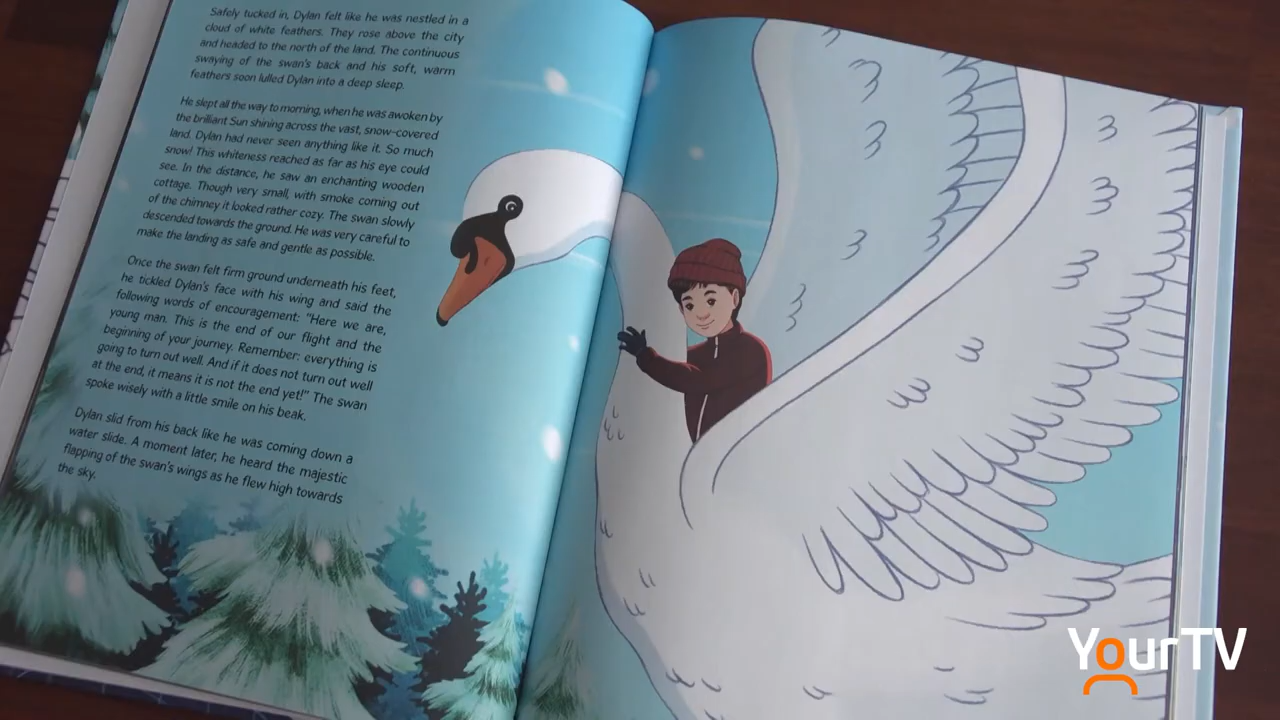 Safely tucked in, Dylan felt like he was nestled in a
cloud of white feathers. They rose above the city
and headed to the north of the land. The continuous
swaying of the swan's back and his soft, warm
feathers soon lulled Dylan into a deep sleep.
He slept all the way to morning, when he was awoken by
the brilliant Sun shining across the vast, snow-covered
land. Dylan had never seen anything like it. So much
snow! This whiteness reached as far as his eye could
see. In the distance, he saw an enchanting wooden
cottage. Though very small, with smoke coming out
of the chimney it looked rather cozy. The swan slowly
descended towards the ground. He was very careful to
make the landing as safe and gentle as possible.
Once the swan felt firm ground underneath his feet,
he tickled Dylan's face with his wing and said the
following words of encouragement: "Here we are,
young man. This is the end of our flight and the
beginning of your journey. Remember: everything is
going to turn out well. And if it does not turn out well
at the end, it means it is not the end yet!" The swan
spoke wisely with a little smile on his beak.
Dylan slid from his back like he was coming down a
water slide. A moment later, he heard the majestic
flapping of the swan's wings as he flew high towards
the sky.
YourTV